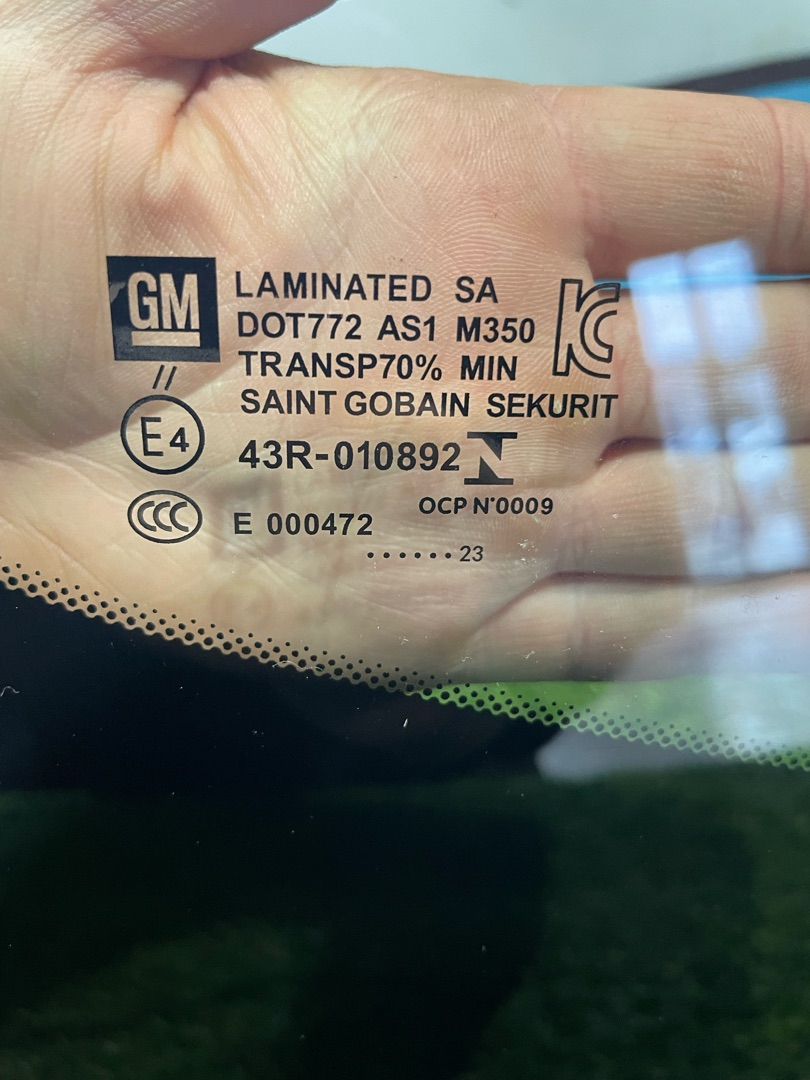 GM
LAMINATED SA
DOT772 AS1 M350
TRANSP70% MIN
SAINT GOBAIN SEKURIT
//
E4
43R-010892
CCC
E 000472
OCP N°0009
......23
KC
N